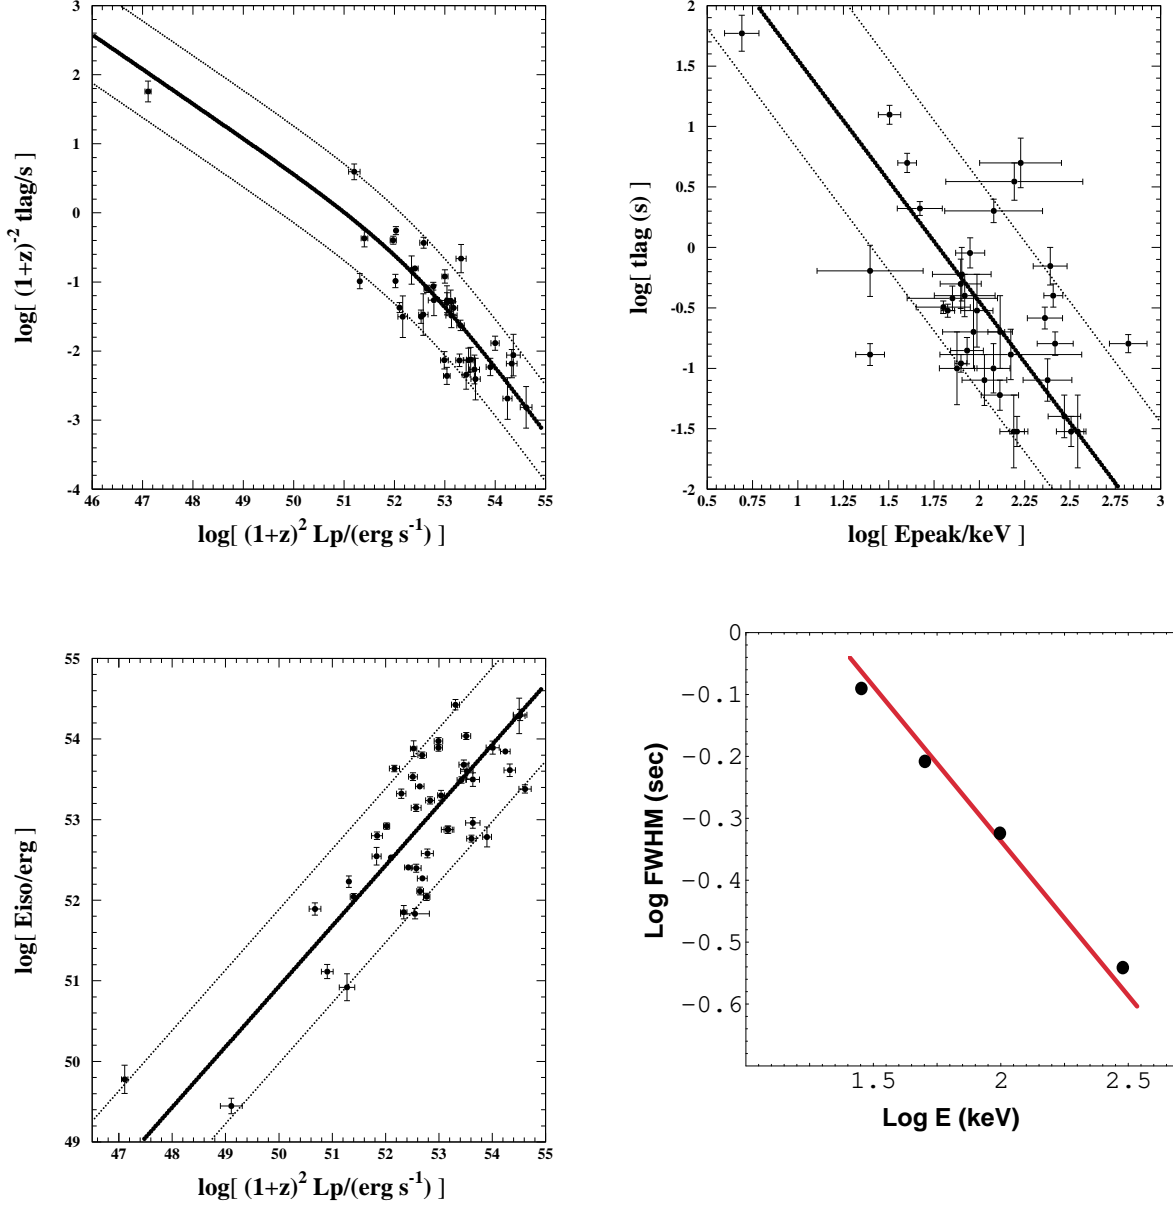 3
2
1
0
-1
-2
-3
-4
46 47 48 49 50 51 52 53 54 55
log[ (1+z)^-2 tlag/s ]
log[ (1+z)^2 Lp/(erg s^-1) ]
2
1.5
1
0.5
0
-0.5
-1
-1.5
-2
0.5 0.75 1 1.25 1.5 1.75 2 2.25 2.5 2.75 3
log[ tlag (s) ]
log[ Epeak/keV ]
55
54
53
52
51
50
49
47 48 49 50 51 52 53 54 55
log[ Eiso/erg ]
log[ (1+z)^2 Lp/(erg s^-1) ]
0
-0.1
-0.2
-0.3
-0.4
-0.5
-0.6
1.5 2 2.5
Log FWHM (sec)
Log E (keV)